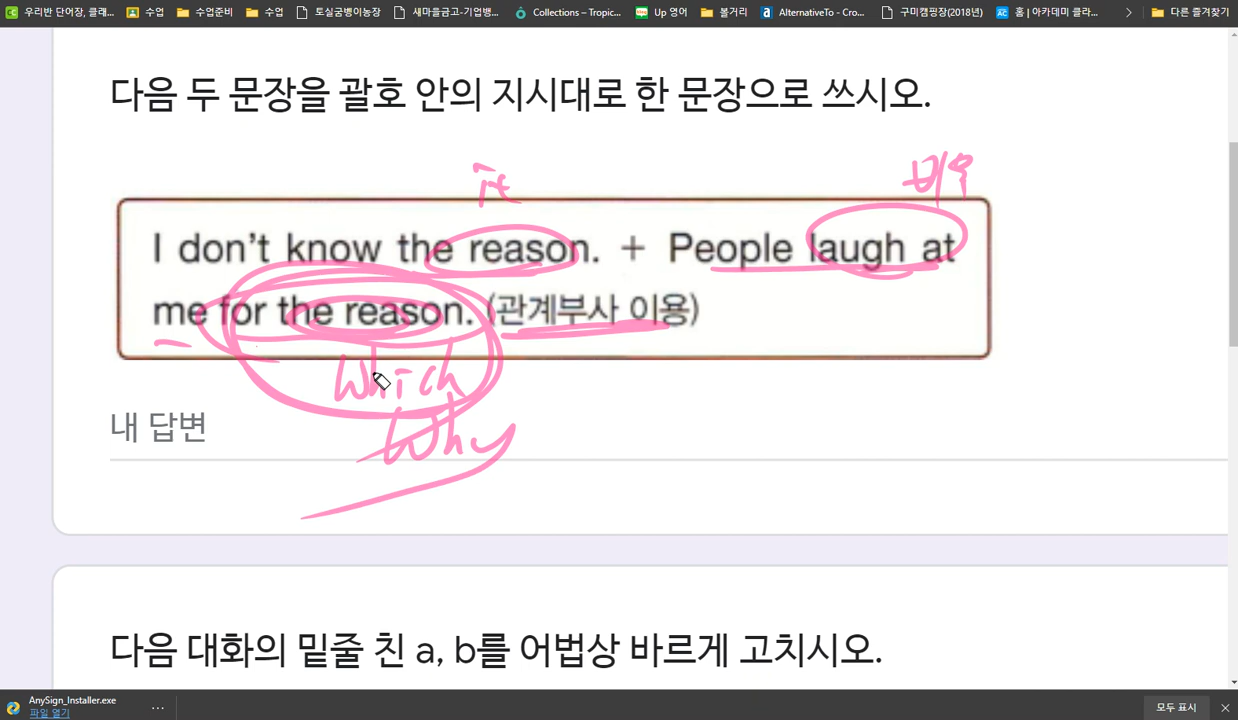 우리반 단어장, 클래... 수업 수업준비 수업 토실굼벵이농장 새마을금고-기업뱅... Collections – Tropic... Up 영어 볼거리 AlternativeTo - Cro... 구미캠핑장(2018년) 홈 | 아카데미 클라... 다른 즐겨찾기
다음 두 문장을 괄호 안의 지시대로 한 문장으로 쓰시오.
비웃
I don't know the reason. + People laugh at
me for the reason. (관계부사 이용)
Which
내 답변
Why
다음 대화의 밑줄 친 a, b를 어법상 바르게 고치시오.
AnySign_Installer.exe
파일 열기
모두 표시